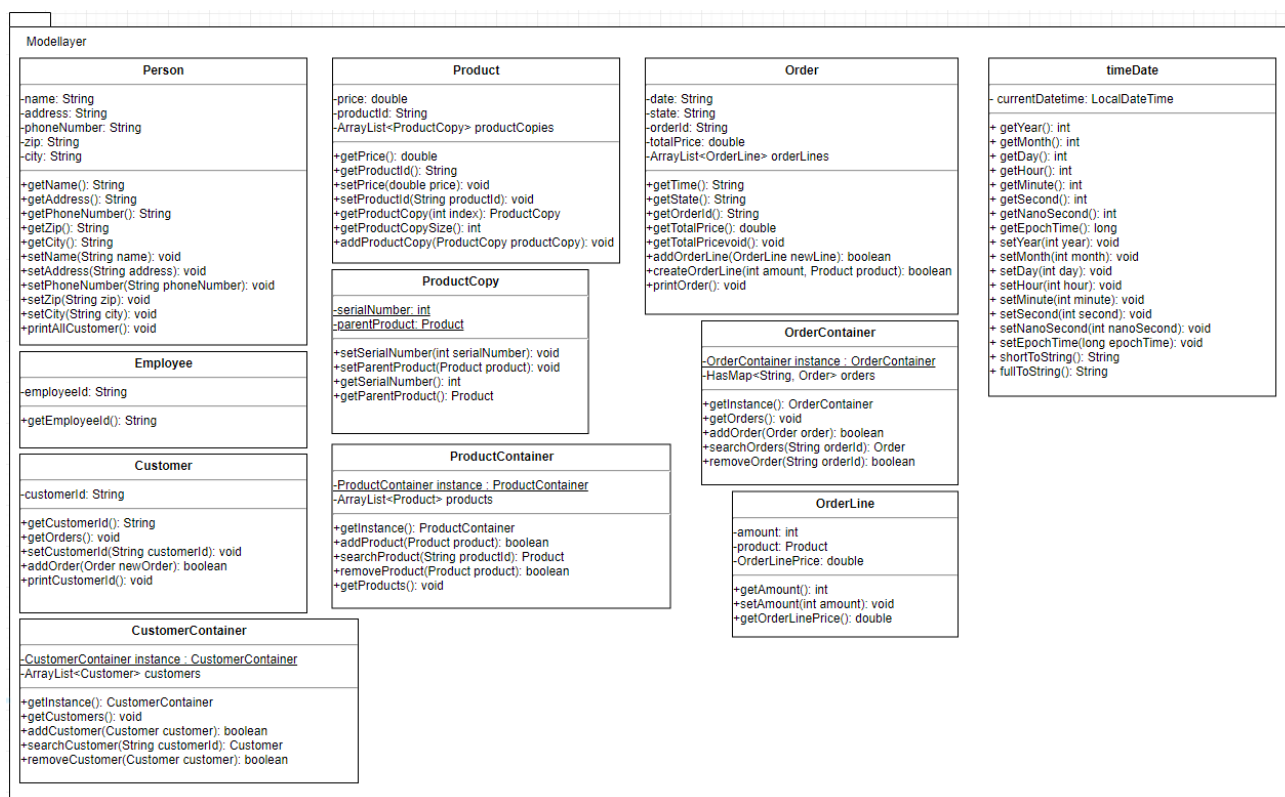 Modellayer
Person
-name: String
-address: String
-phoneNumber: String
-zip: String
-city: String
+getName(): String
+getAddress(): String
+getPhoneNumber(): String
+getZip(): String
+getCity(): String
+setName(String name): void
+setAddress(String address): void
+setPhoneNumber(String phoneNumber): void
+setZip(String zip): void
+setCity(String city): void
+printAllCustomer(): void
Employee
-employeeId: String
+getEmployeeId(): String
Customer
-customerId: String
+getCustomerId(): String
+getOrders(): void
+setCustomerId(String customerId): void
+addOrder(Order newOrder): boolean
+printCustomerId(): void
CustomerContainer
-CustomerContainer instance : CustomerContainer
-ArrayList<Customer> customers
+getInstance(): CustomerContainer
+getCustomers(): void
+addCustomer(Customer customer): boolean
+searchCustomer(String customerId): Customer
+removeCustomer(Customer customer): boolean
Product
-price: double
-productId: String
-ArrayList<ProductCopy> productCopies
+getPrice(): double
+getProductId(): String
+setPrice(double price): void
+setProductId(String productId): void
+getProductCopy(int index): ProductCopy
+getProductCopySize(): int
+addProductCopy(ProductCopy productCopy): void
ProductCopy
-serialNumber: int
-parentProduct: Product
+setSerialNumber(int serialNumber): void
+setParentProduct(Product product): void
+getSerialNumber(): int
+getParentProduct(): Product
ProductContainer
-ProductContainer instance : ProductContainer
-ArrayList<Product> products
+getInstance(): ProductContainer
+addProduct(Product product): boolean
+searchProduct(String productId): Product
+removeProduct(Product product): boolean
+getProducts(): void
Order
-date: String
-state: String
-orderId: String
-totalPrice: double
-ArrayList<OrderLine> orderLines
+getTime(): String
+getState(): String
+getOrderId(): String
+getTotalPrice(): double
+getTotalPricevoid(): void
+addOrderLine(OrderLine newLine): boolean
+createOrderLine(int amount, Product product): boolean
+printOrder(): void
OrderContainer
-OrderContainer instance : OrderContainer
-HasMap<String, Order> orders
+getInstance(): OrderContainer
+getOrders(): void
+addOrder(Order order): boolean
+searchOrders(String orderId): Order
+removeOrder(String orderId): boolean
OrderLine
-amount: int
-product: Product
-OrderLinePrice: double
+getAmount(): int
+setAmount(int amount): void
+getOrderLinePrice(): double
timeDate
- currentDatetime: LocalDateTime
+ getYear(): int
+ getMonth(): int
+ getDay(): int
+ getHour(): int
+ getMinute(): int
+ getSecond(): int
+ getNanoSecond(): int
+ getEpochTime(): long
+ setYear(int year): void
+ setMonth(int month): void
+ setDay(int day): void
+ setHour(int hour): void
+ setMinute(int minute): void
+ setSecond(int second): void
+ setNanoSecond(int nanoSecond): void
+ setEpochTime(long epochTime): void
+ shortToString(): String
+ fullToString(): String